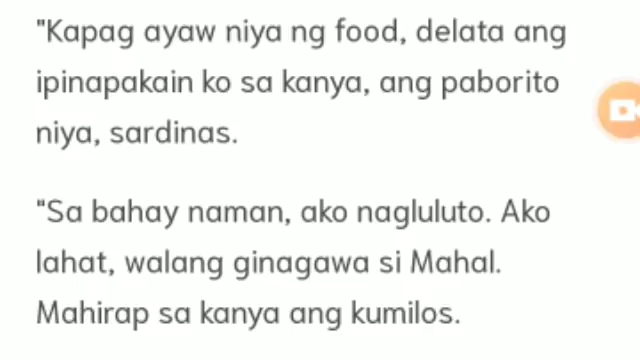 "Kapag ayaw niya ng food, delata ang
ipinapakain ko sa kanya, ang paborito
niya, sardinas.
"Sa bahay naman, ako nagluluto. Ako
lahat, walang ginagawa si Mahal.
Mahirap sa kanya ang kumilos.